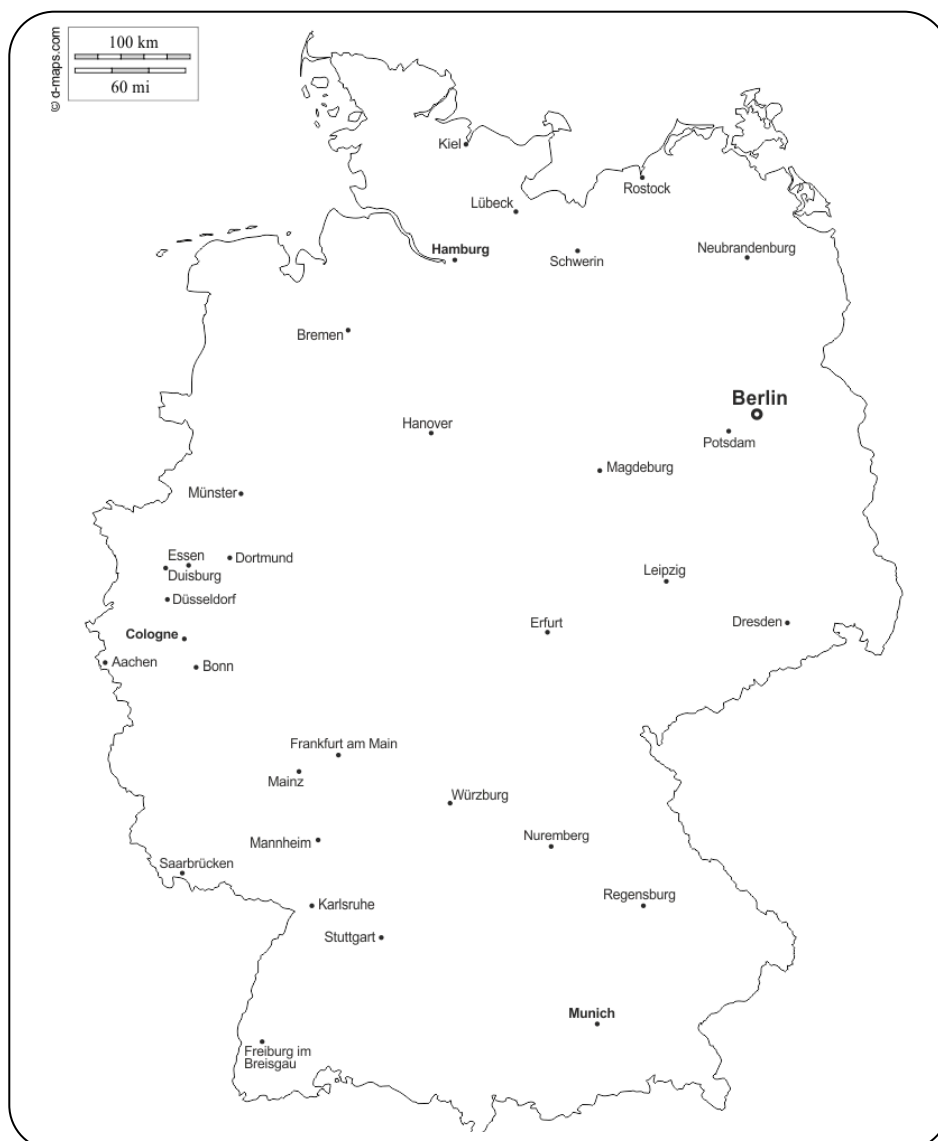 © d-maps.com
100 km
60 mi
Kiel
Rostock
Lübeck
Hamburg
Schwerin
Neubrandenburg
Bremen
Berlin
Hanover
Potsdam
Magdeburg
Münster
Essen
Dortmund
Duisburg
Leipzig
Düsseldorf
Erfurt
Dresden
Cologne
Aachen
Bonn
Frankfurt am Main
Mainz
Würzburg
Mannheim
Nuremberg
Saarbrücken
Karlsruhe
Regensburg
Stuttgart
Munich
Freiburg im
Breisgau